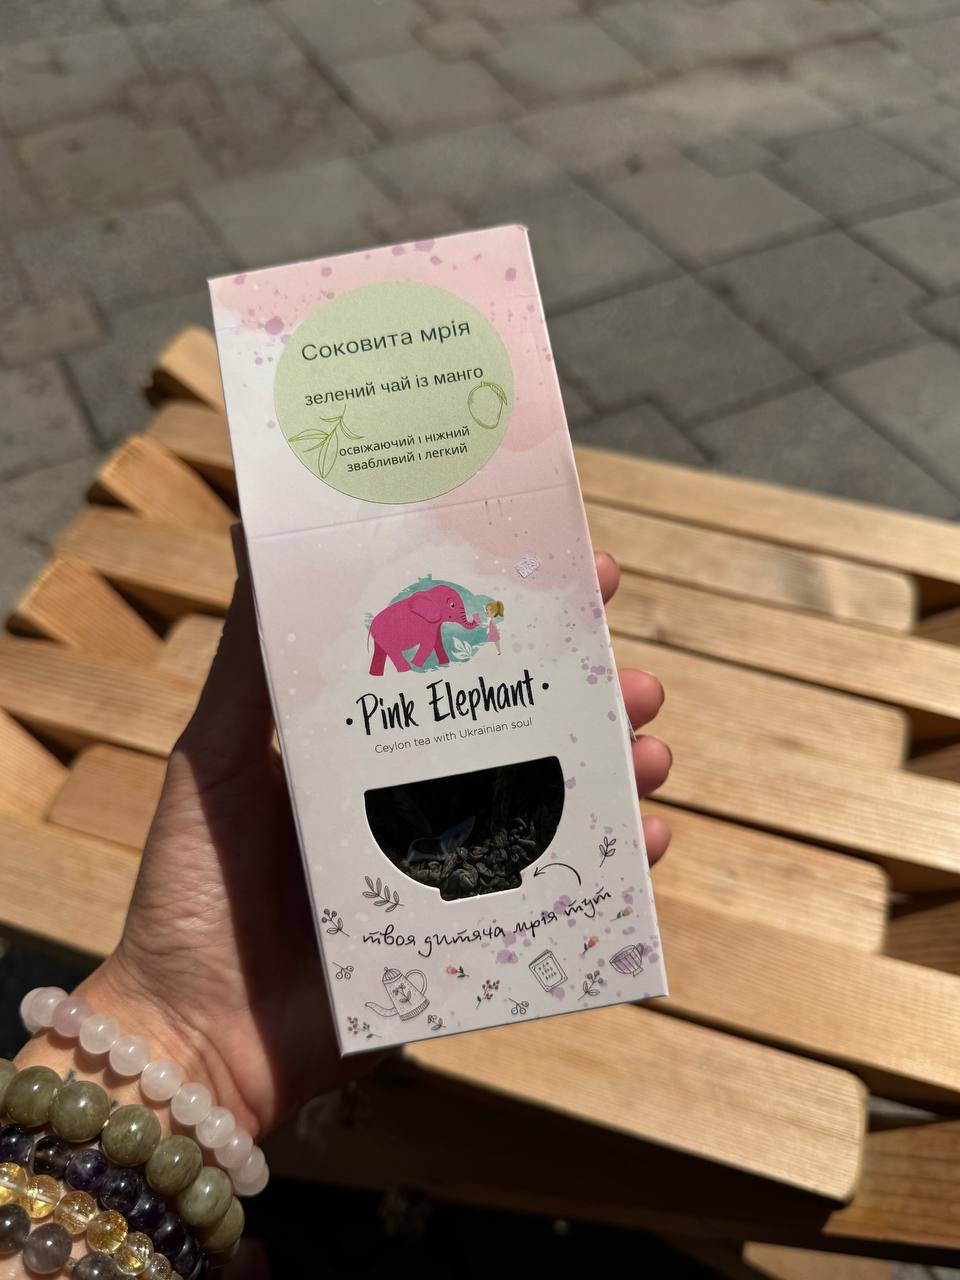 Соковита мрія
зелений чай із манго
освіжаючий і ніжний
звабливий і легкий
• Pink Elephant •
Ceylon tea with Ukrainian soul
твоя дитяча мрія тут